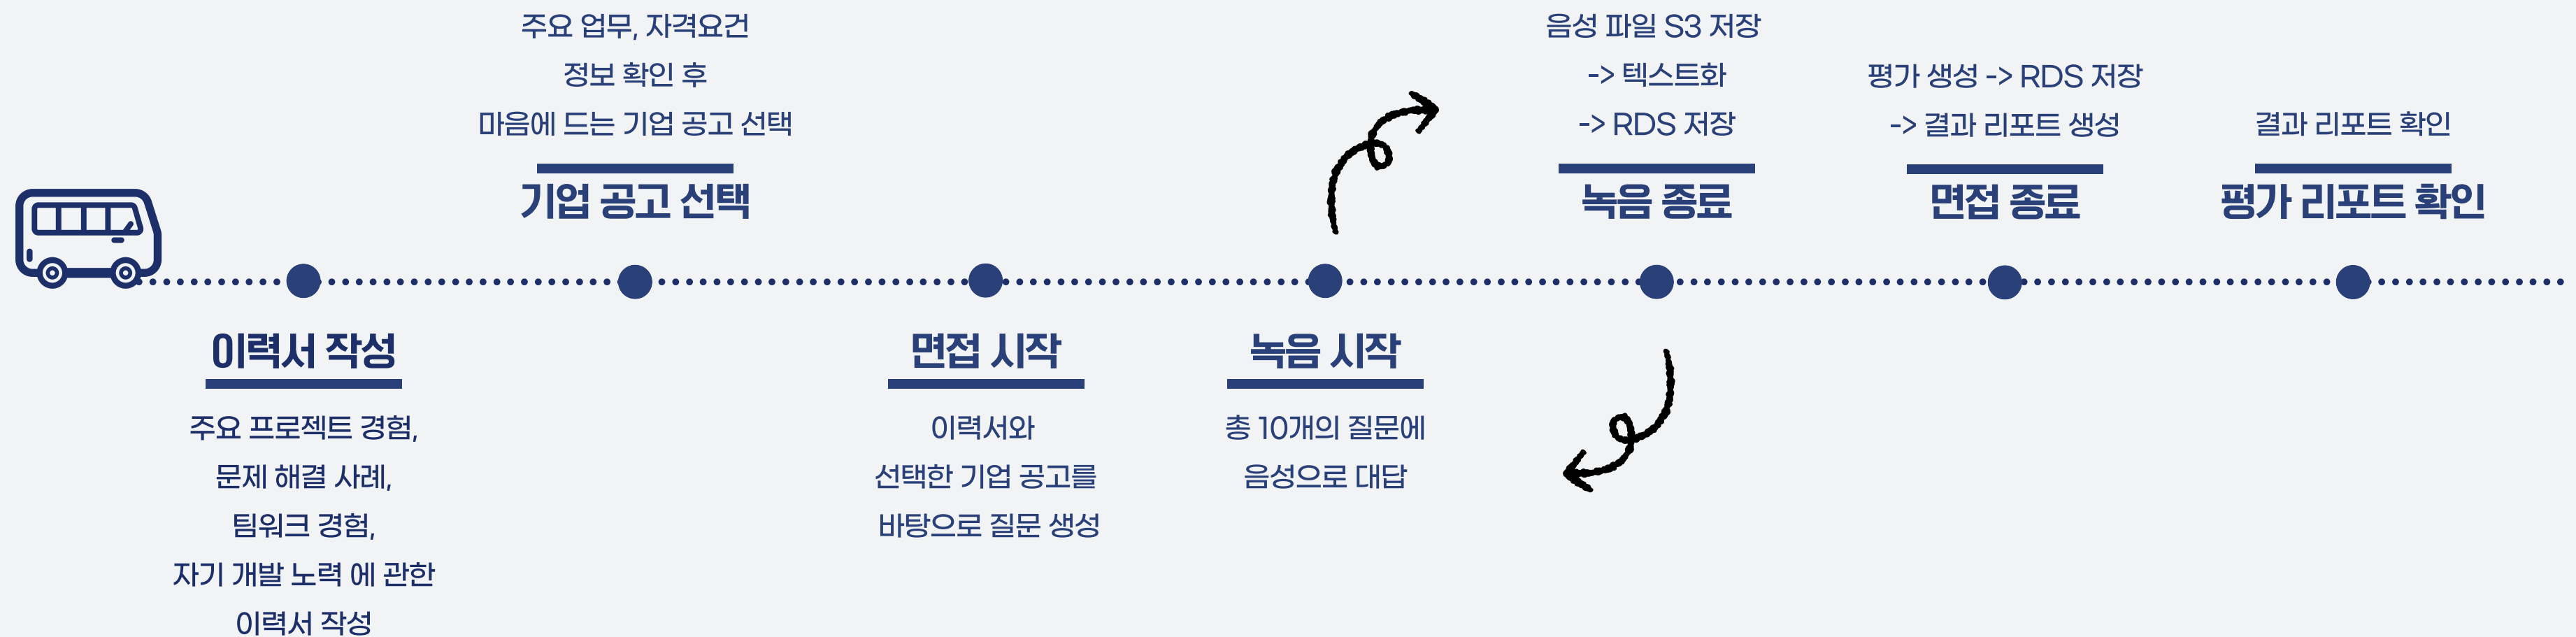 이력서 작성
주요 프로젝트 경험,
문제 해결 사례,
팀워크 경험,
자기 개발 노력 에 관한
이력서 작성
주요 업무, 자격요건
정보 확인 후
마음에 드는 기업 공고 선택
기업 공고 선택
면접 시작
이력서와
선택한 기업 공고를
바탕으로 질문 생성
녹음 시작
총 10개의 질문에
음성으로 대답
음성 파일 S3 저장
-> 텍스트화
-> RDS 저장
녹음 종료
평가 생성 -> RDS 저장
-> 결과 리포트 생성
면접 종료
결과 리포트 확인
평가 리포트 확인